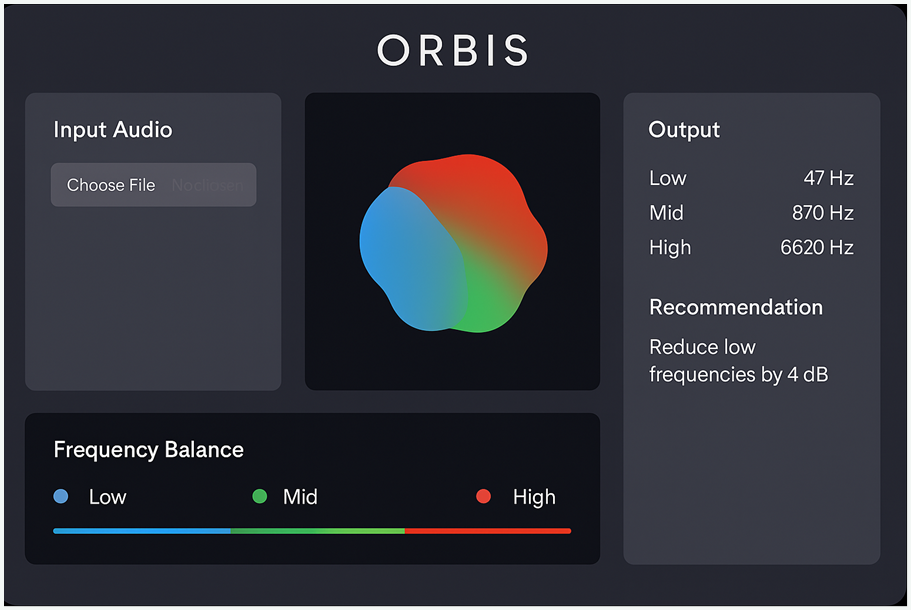 ORBIS
Input Audio
Choose File
Output
Low 47 Hz
Mid 870 Hz
High 6620 Hz
Recommendation
Reduce low
frequencies by 4 dB
Frequency Balance
Low Mid High